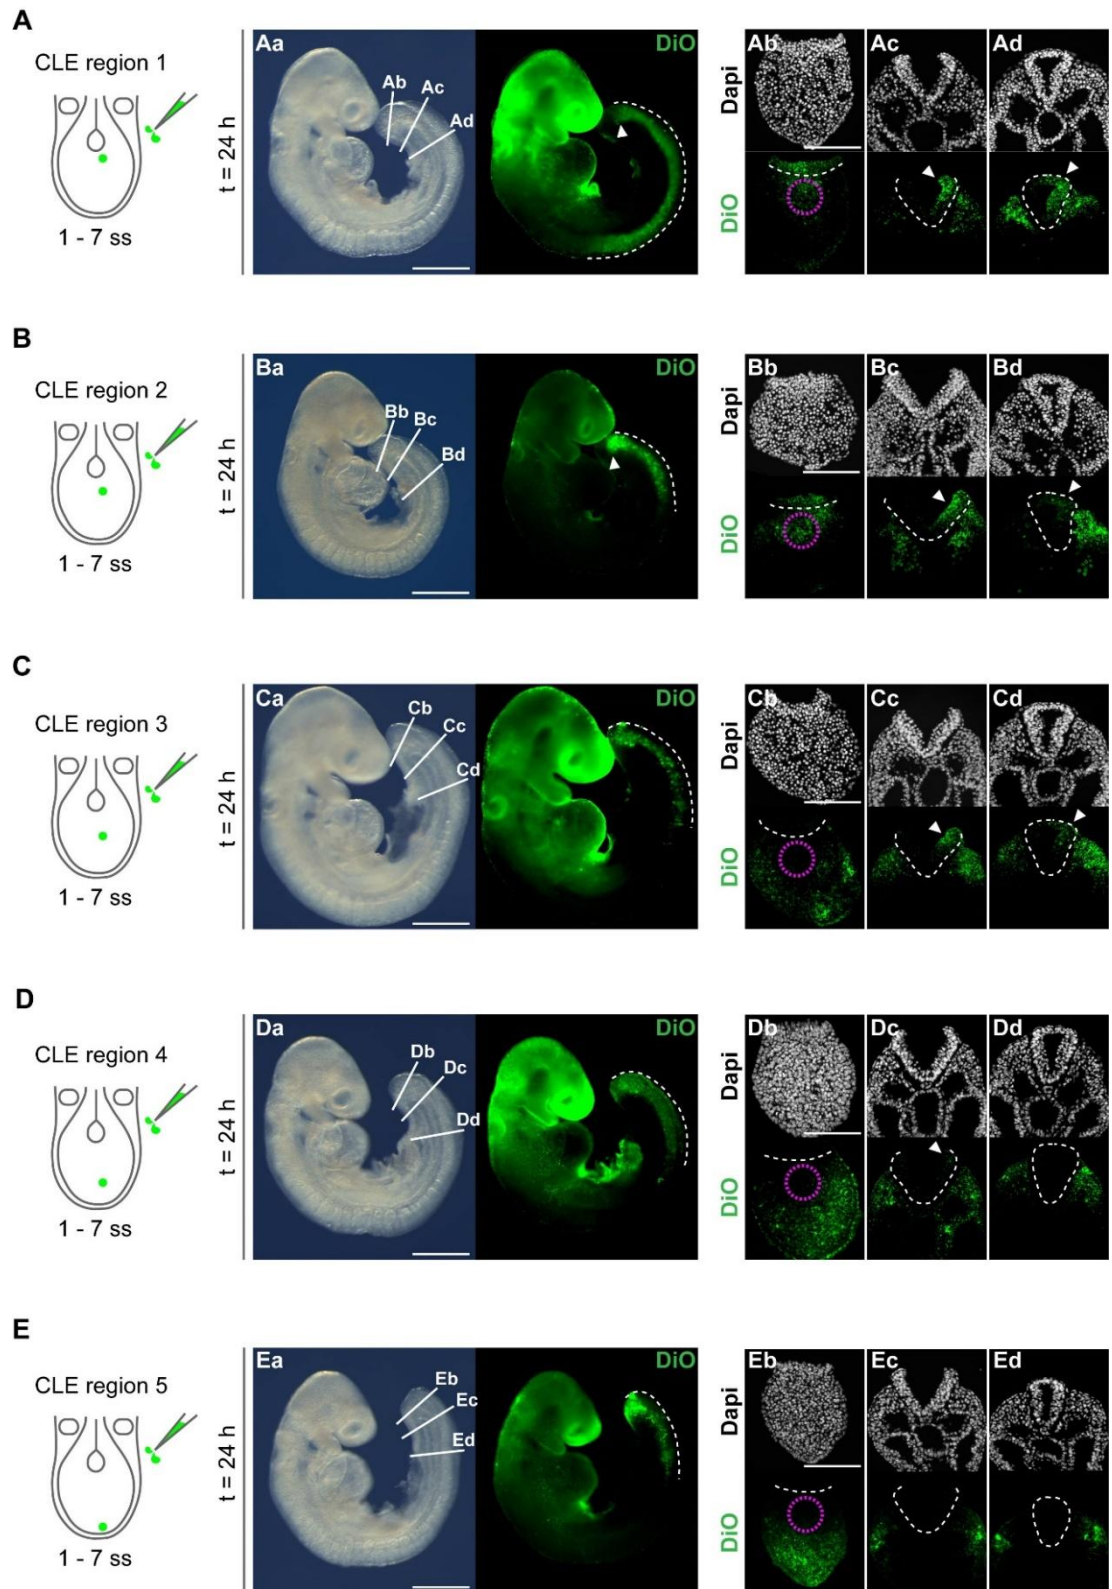 A
CLE region 1
1 - 7 ss
t = 24 h
Aa
Ab
Ac
Ad
DiO
Dapi
DiO
Ab
Ac
Ad
B
CLE region 2
1 - 7 ss
t = 24 h
Ba
Bb
Bc
Bd
DiO
Dapi
DiO
Bb
Bc
Bd
C
CLE region 3
1 - 7 ss
t = 24 h
Ca
Cb
Cc
Cd
DiO
Dapi
DiO
Cb
Cc
Cd
D
CLE region 4
1 - 7 ss
t = 24 h
Da
Db
Dc
Dd
DiO
Dapi
DiO
Db
Dc
Dd
E
CLE region 5
1 - 7 ss
t = 24 h
Ea
Eb
Ec
Ed
DiO
Dapi
DiO
Eb
Ec
Ed